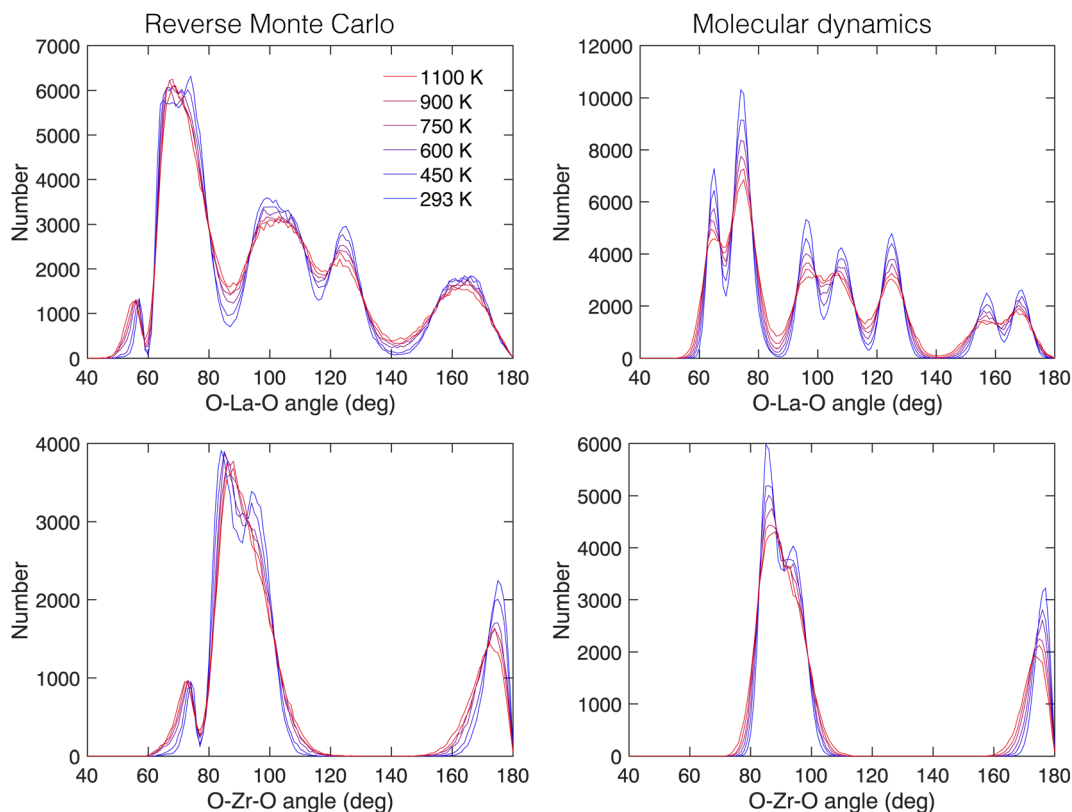 Reverse Monte Carlo
Molecular dynamics
7000
6000
5000
4000
3000
2000
1000
0
Number
40 60 80 100 120 140 160 180
O-La-O angle (deg)
1100 K
900 K
750 K
600 K
450 K
293 K
12000
10000
8000
6000
4000
2000
0
Number
40 60 80 100 120 140 160 180
O-La-O angle (deg)
4000
3000
2000
1000
0
Number
40 60 80 100 120 140 160 180
O-Zr-O angle (deg)
6000
5000
4000
3000
2000
1000
0
Number
40 60 80 100 120 140 160 180
O-Zr-O angle (deg)